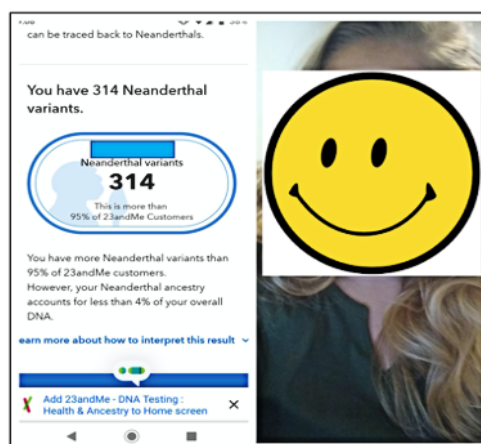 can be traced back to Neanderthals.
You have 314 Neanderthal
variants.
Neanderthal variants
314
This is more than
95% of 23andMe Customers
You have more Neanderthal variants than
95% of 23andMe customers.
However, your Neanderthal ancestry
accounts for less than 4% of your overall
DNA.
earn more about how to interpret this result
Add 23andMe - DNA Testing :
Health & Ancestry to Home screen